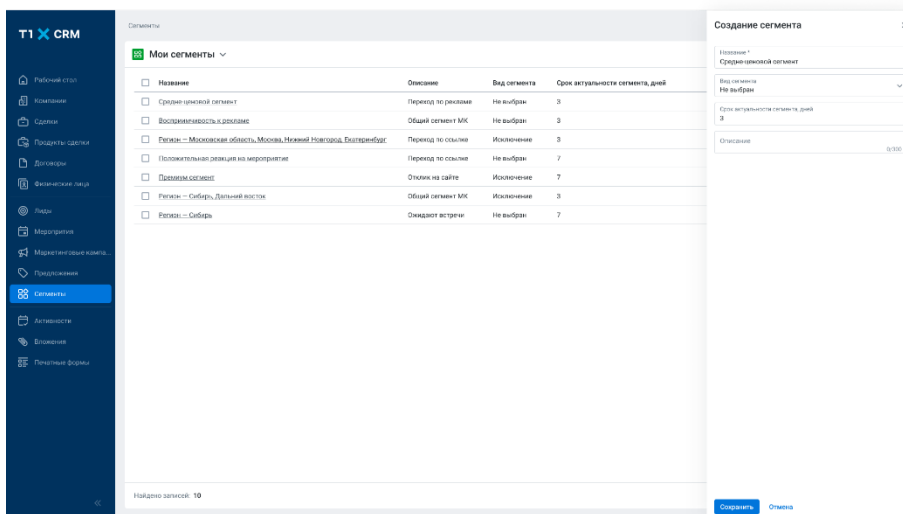 T1 X CRM
Рабочий стол
Компании
Сделки
Продукты сделки
Договоры
Физические лица
Лиды
Мероприятия
Маркетинговые кампа...
Предложения
Сегменты
Активности
Вложения
Печатные формы
Сегменты
Мои сегменты
Название Описание Вид сегмента Срок актуальности сегмента, дней
Средне-ценовой сегмент Переход по рекламе Не выбран 3
Восприимчивость к рекламе Общий сегмент МК Не выбран 3
Регион — Московская область, Москва, Нижний Новгород, Екатеринбург Переход по ссылке Исключение 3
Положительная реакция на мероприятие Переход по ссылке Не выбран 7
Премиум сегмент Отклик на сайте Исключение 7
Регион — Сибирь, Дальний восток Общий сегмент МК Исключение 3
Регион — Сибирь Ожидают встречи Не выбран 7
Найдено записей: 10
Создание сегмента
Название *
Средне-ценовой сегмент
Вид сегмента
Не выбран
Срок актуальности сегмента, дней
3
Описание
0/300
Сохранить Отмена